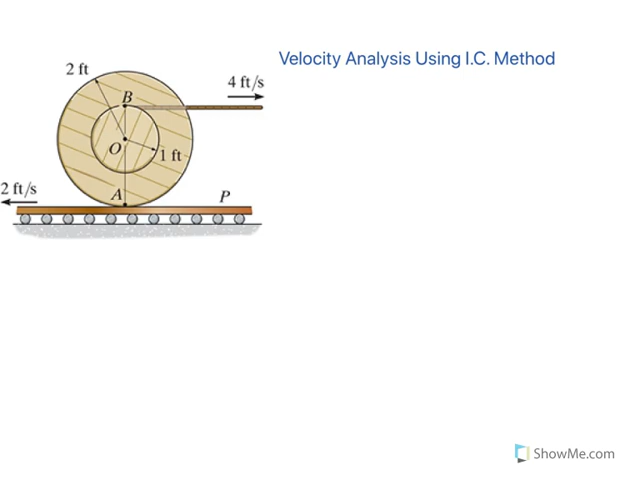 Velocity Analysis Using I.C. Method
2 ft
4 ft/s
B
O
1 ft
2 ft/s
A
P
ShowMe.com